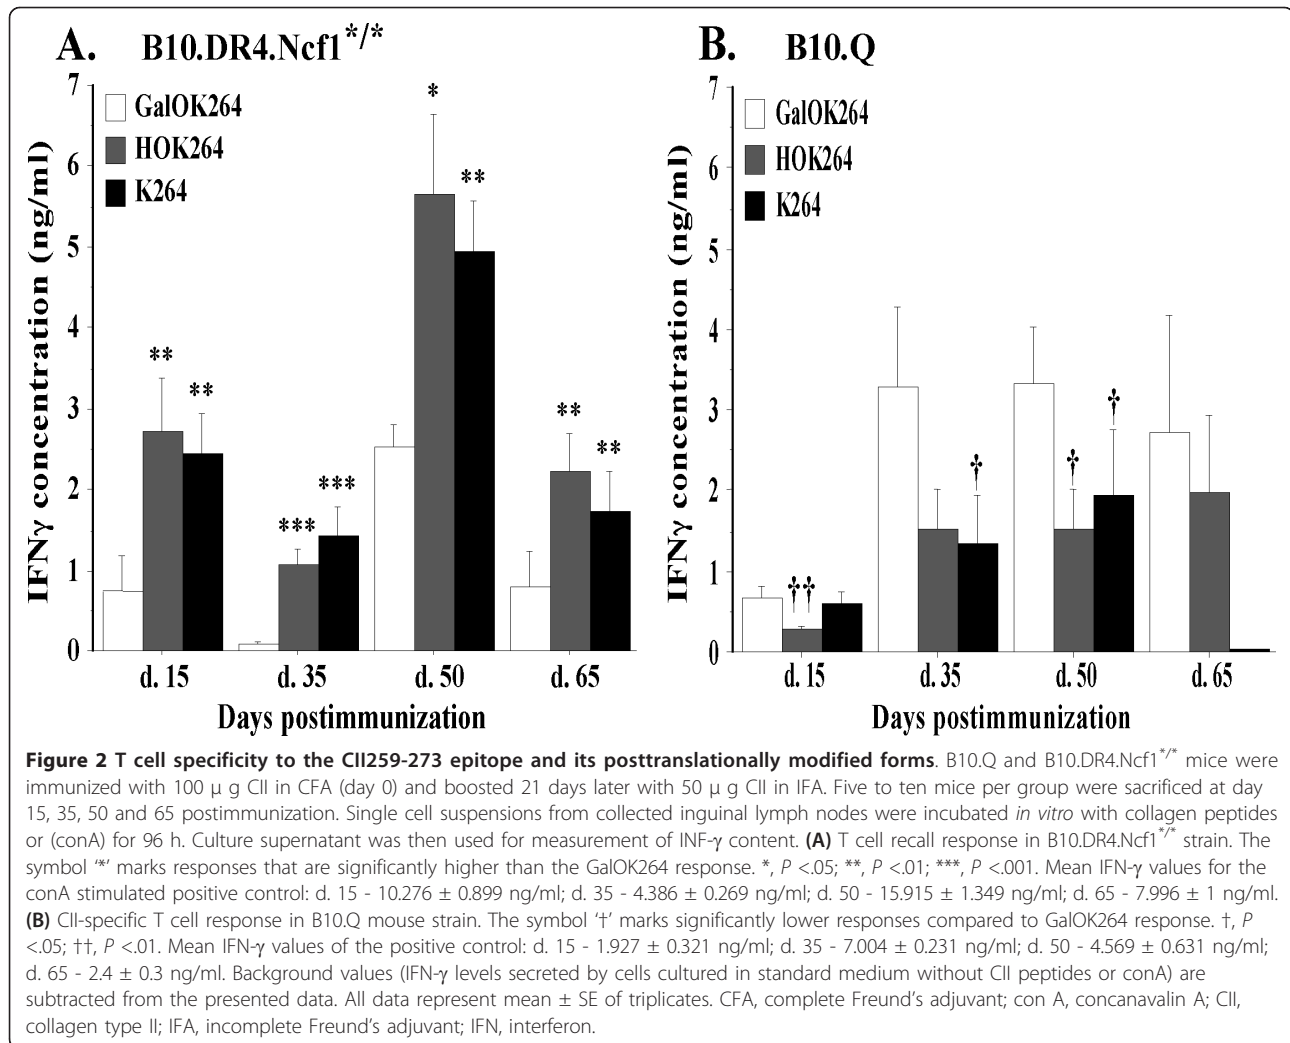 A. B10.DR4.Ncf1*/*
IFNγ concentration (ng/ml)
7
6
5
4
3
2
1
0
GalOK264
HOK264
K264
**
**
***
***
*
**
**
**
d. 15 d. 35 d. 50 d. 65
Days postimmunization
B. B10.Q
IFNγ concentration (ng/ml)
7
6
5
4
3
2
1
0
GalOK264
HOK264
K264
††
†
†
†
d. 15 d. 35 d. 50 d. 65
Days postimmunization
Figure 2 T cell specificity to the CII259-273 epitope and its posttranslationally modified forms. B10.Q and B10.DR4.Ncf1*/* mice were
immunized with 100 μ g CII in CFA (day 0) and boosted 21 days later with 50 μ g CII in IFA. Five to ten mice per group were sacrificed at day
15, 35, 50 and 65 postimmunization. Single cell suspensions from collected inguinal lymph nodes were incubated in vitro with collagen peptides
or (conA) for 96 h. Culture supernatant was then used for measurement of INF-γ content. (A) T cell recall response in B10.DR4.Ncf1*/* strain. The
symbol '*' marks responses that are significantly higher than the GalOK264 response. *, P <.05; **, P <.01; ***, P <.001. Mean IFN-γ values for the
conA stimulated positive control: d. 15 - 10.276 ± 0.899 ng/ml; d. 35 - 4.386 ± 0.269 ng/ml; d. 50 - 15.915 ± 1.349 ng/ml; d. 65 - 7.996 ± 1 ng/ml.
(B) CII-specific T cell response in B10.Q mouse strain. The symbol '†' marks significantly lower responses compared to GalOK264 response. †, P
<.05; ††, P <.01. Mean IFN-γ values of the positive control: d. 15 - 1.927 ± 0.321 ng/ml; d. 35 - 7.004 ± 0.231 ng/ml; d. 50 - 4.569 ± 0.631 ng/ml;
d. 65 - 2.4 ± 0.3 ng/ml. Background values (IFN-γ levels secreted by cells cultured in standard medium without CII peptides or conA) are
subtracted from the presented data. All data represent mean ± SE of triplicates. CFA, complete Freund's adjuvant; con A, concanavalin A; CII,
collagen type II; IFA, incomplete Freund's adjuvant; IFN, interferon.